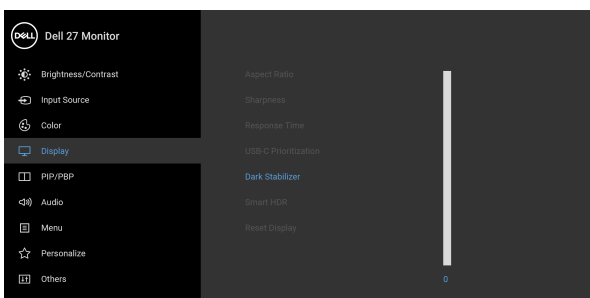 DELL Dell 27 Monitor
Brightness/Contrast
Input Source
Color
Display
PIP/PBP
Audio
Menu
Personalize
Others
Aspect Ratio
Sharpness
Response Time
USB-C Prioritization
Dark Stabilizer
Smart HDR
Reset Display
0